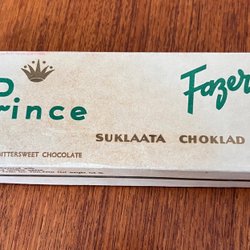 Prince
Fazer
SUKLAATA CHOKLAD
BITTERSWEET CHOCOLATE